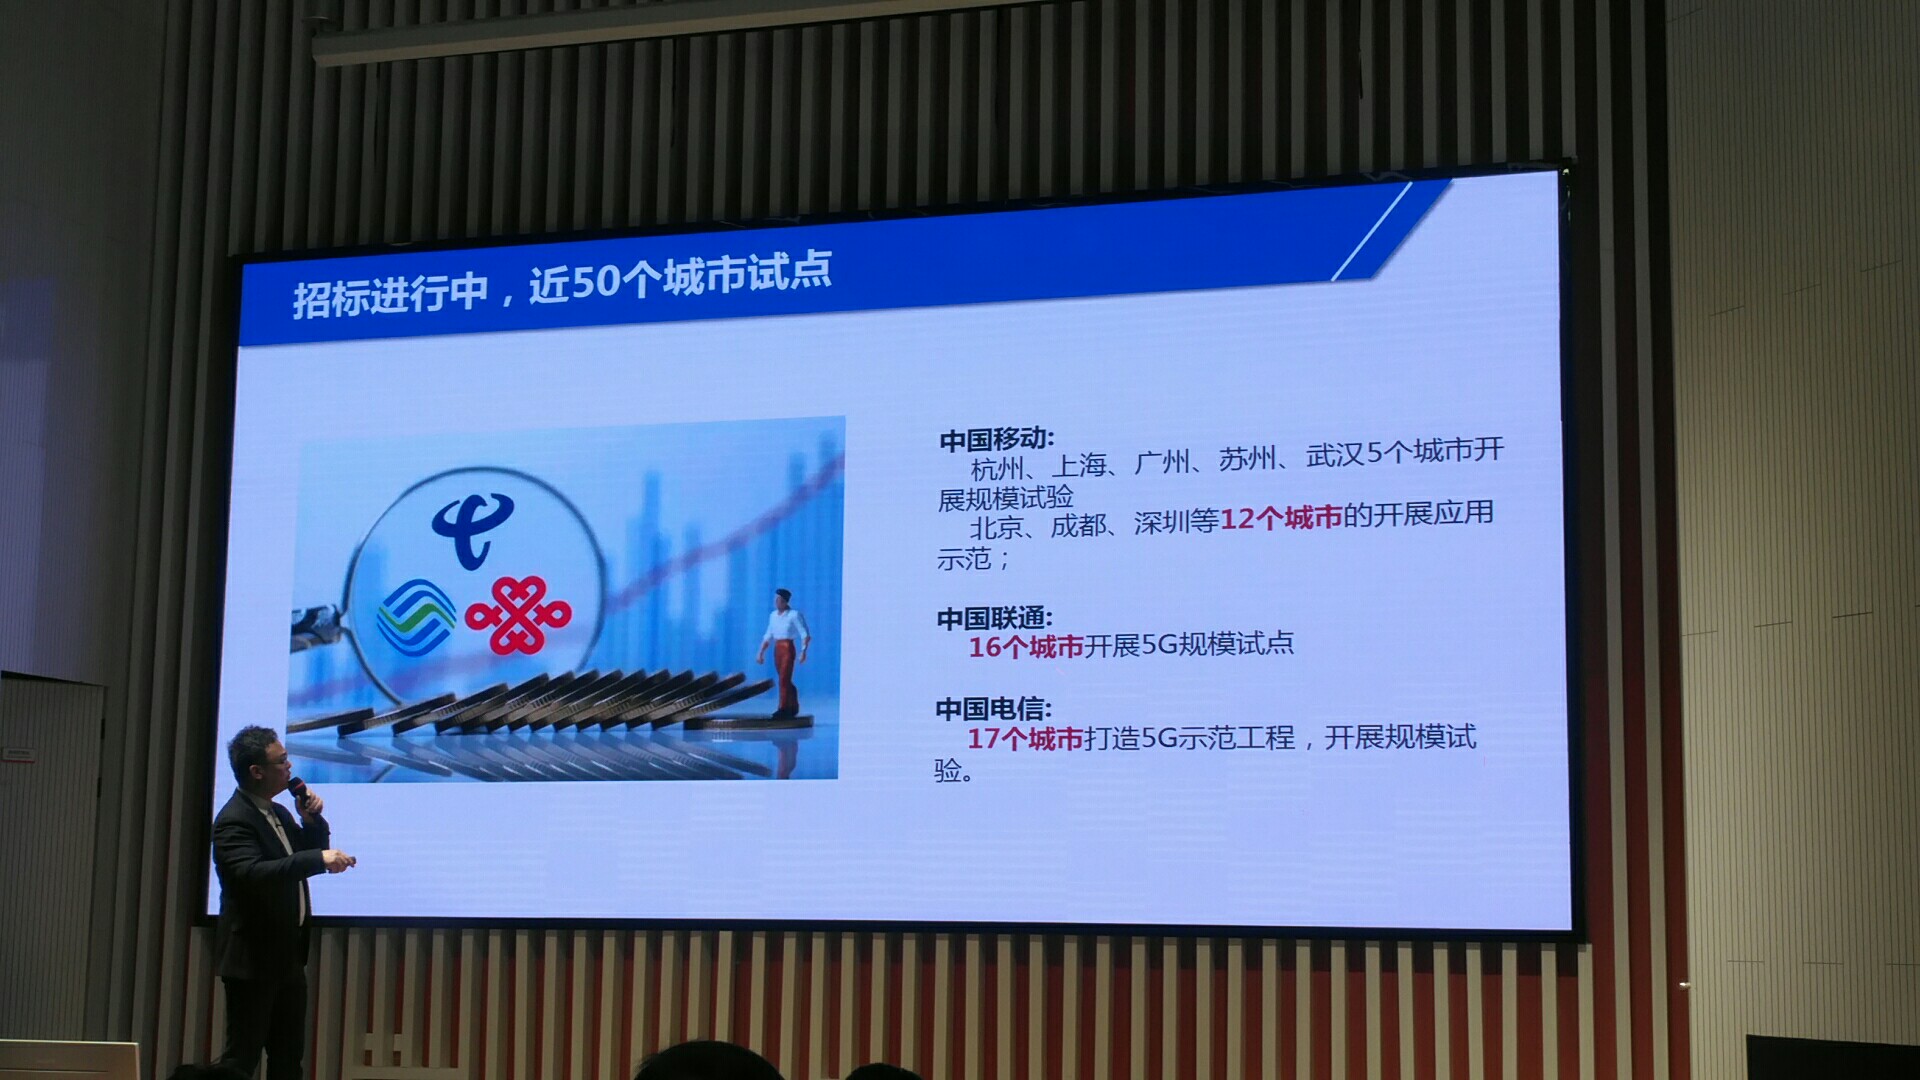 招标进行中，近50个城市试点
中国移动:
杭州、上海、广州、苏州、武汉5个城市开
展规模试验
北京、成都、深圳等12个城市的开展应用
示范；
中国联通:
16个城市开展5G规模试点
中国电信:
17个城市打造5G示范工程，开展规模试
验。